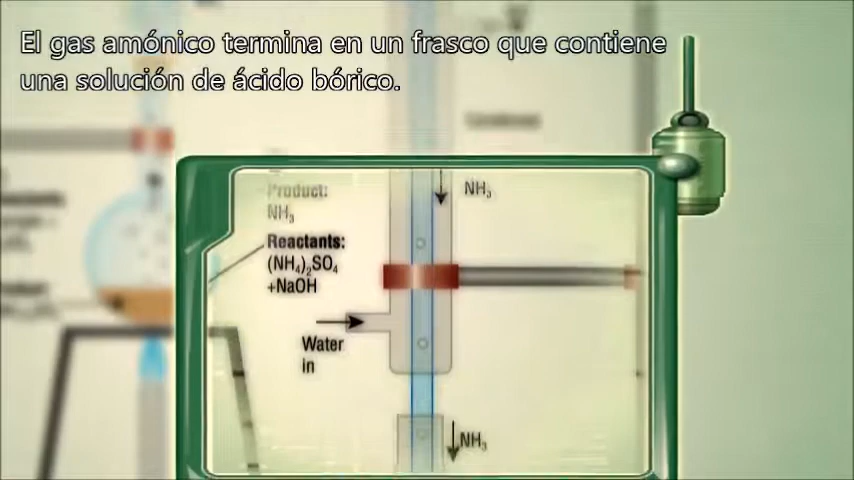 El gas amónico termina en un frasco que contiene
una solución de ácido bórico.
NH₃
Product:
NH₃
Reactants:
(NH₄)₂SO₄
+NaOH
Water
in
NH₃